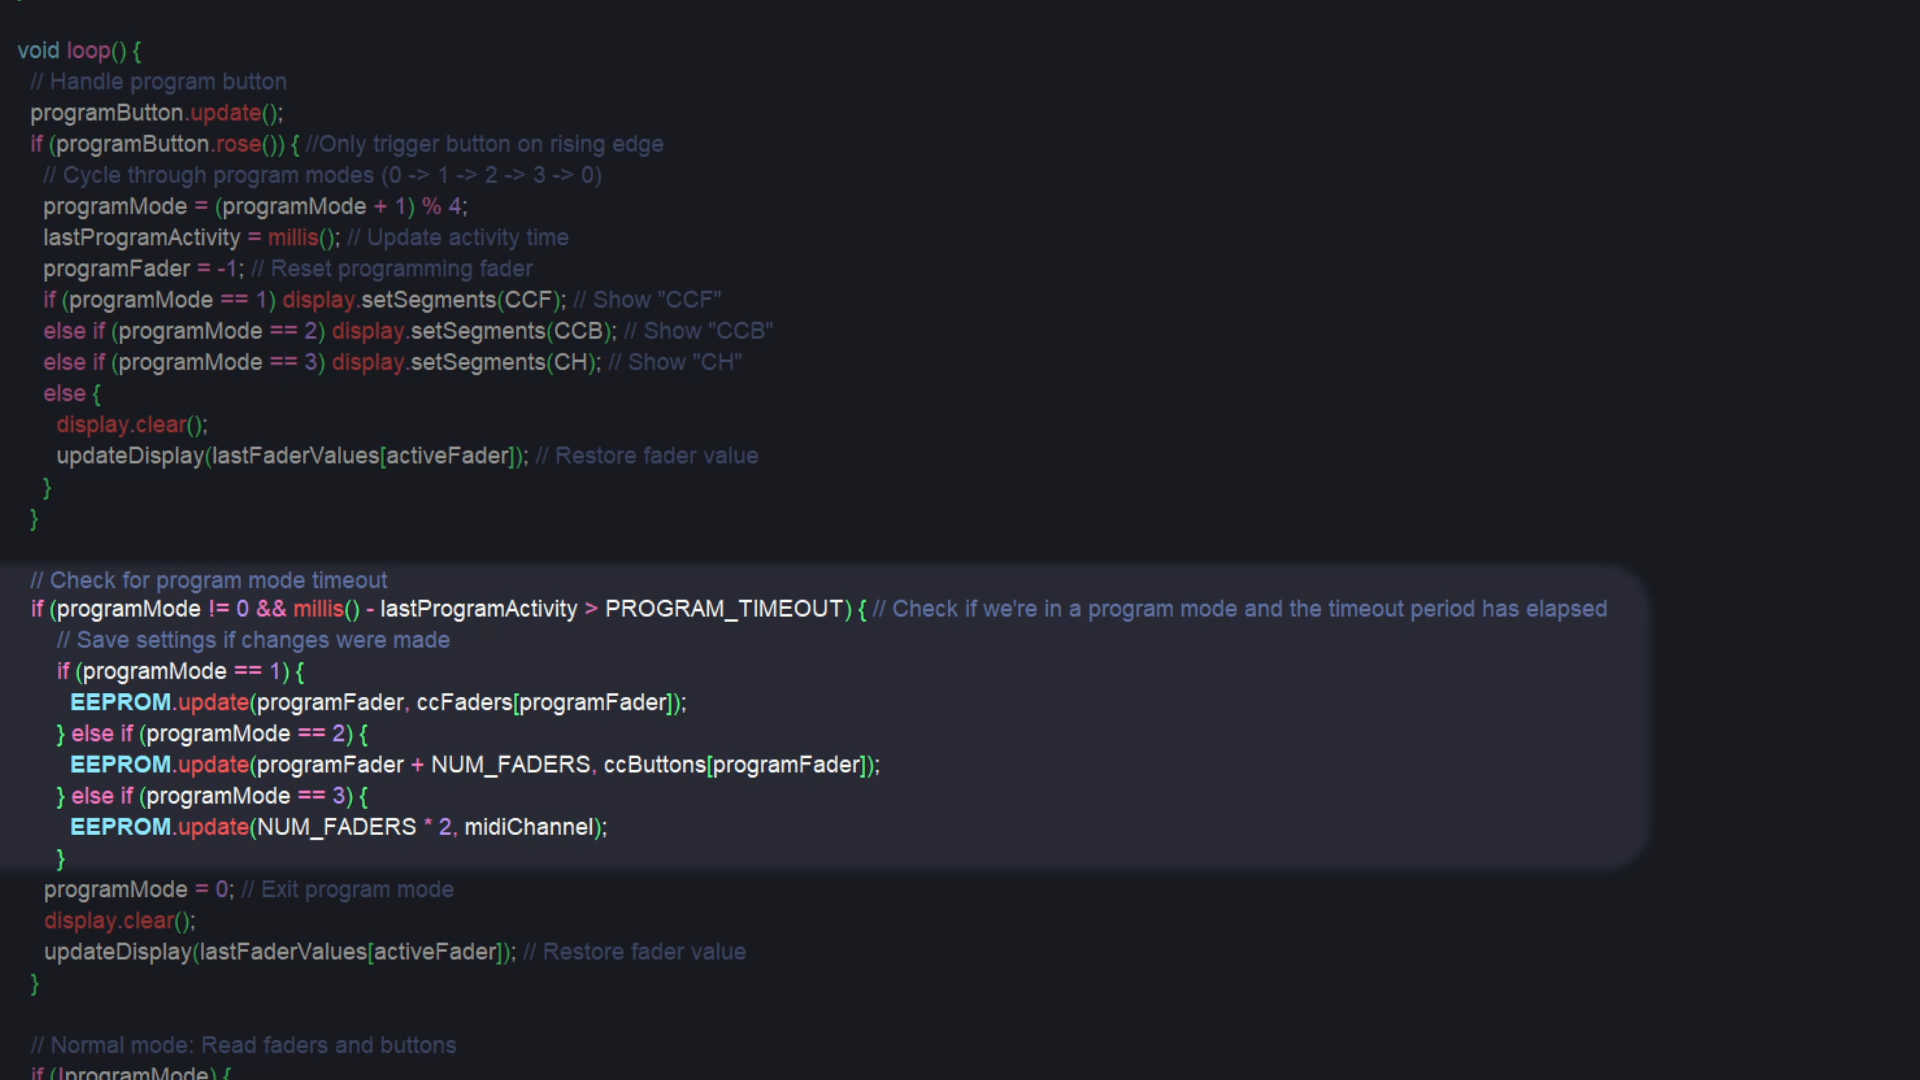 void loop() {
// Handle program button
programButton.update();
if (programButton.rose()) { //Only trigger button on rising edge
// Cycle through program modes (0 -> 1 -> 2 -> 3 -> 0)
programMode = (programMode + 1) % 4;
lastProgramActivity = millis(); // Update activity time
programFader = -1; // Reset programming fader
if (programMode == 1) display.setSegments(CCF); // Show "CCF"
else if (programMode == 2) display.setSegments(CCB); // Show "CCB"
else if (programMode == 3) display.setSegments(CH); // Show "CH"
else {
display.clear();
updateDisplay(lastFaderValues[activeFader]); // Restore fader value
}
}
// Check for program mode timeout
if (programMode != 0 && millis() - lastProgramActivity > PROGRAM_TIMEOUT) { // Check if we're in a program mode and the timeout period has elapsed
// Save settings if changes were made
if (programMode == 1) {
EEPROM.update(programFader, ccFaders[programFader]);
} else if (programMode == 2) {
EEPROM.update(programFader + NUM_FADERS, ccButtons[programFader]);
} else if (programMode == 3) {
EEPROM.update(NUM_FADERS * 2, midiChannel);
}
programMode = 0; // Exit program mode
display.clear();
updateDisplay(lastFaderValues[activeFader]); // Restore fader value
}
// Normal mode: Read faders and buttons
if (!programMode) {